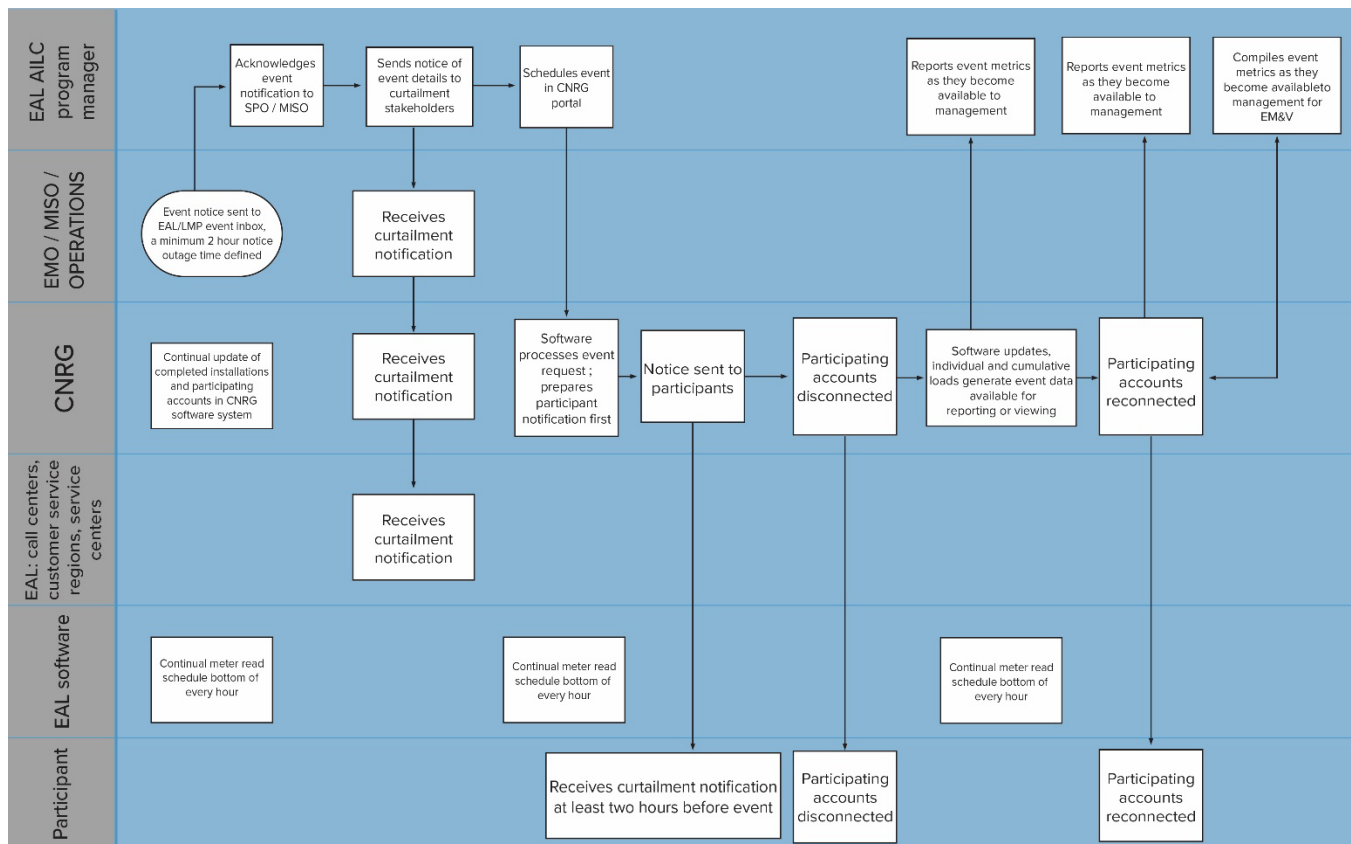 EAL AILC
program
manager
Acknowledges
event
notification to
SPO / MISO
Sends notice of
event details to
curtailment
stakeholders
Schedules event
in CNRG
portal
Reports event metrics
as they become
available to
management
Reports event metrics
as they become
available to
management
Compiles event
metrics as they
become availableto
management for
EM&V
EMO / MISO /
OPERATIONS
Event notice sent to
EAL/LMP event inbox,
a minimum 2 hour notice
outage time defined
Receives
curtailment
notification
CNRG
Continual update of
completed installations
and participating
accounts in CNRG
software system
Receives
curtailment
notification
Software
processes event
request ;
prepares
participant
notification first
Notice sent to
participants
Participating
accounts
disconnected
Software updates,
individual and cumulative
loads generate event data
available for
reporting or viewing
Participating
accounts
reconnected
EAL: call centers,
customer service
regions, service
centers
Receives
curtailment
notification
EAL software
Continual meter read
schedule bottom of
every hour
Continual meter read
schedule bottom of
every hour
Continual meter read
schedule bottom of
every hour
Participant
Receives curtailment notification
at least two hours before event
Participating
accounts
disconnected
Participating
accounts
reconnected